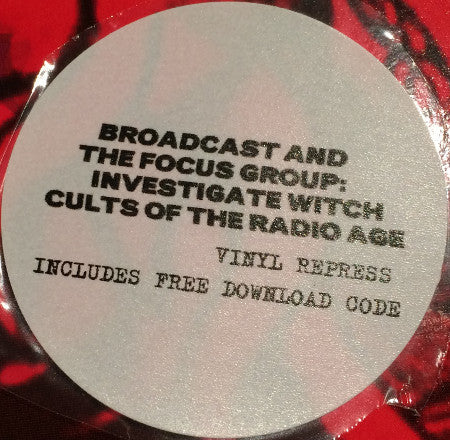 BROADCAST AND
THE FOCUS GROUP:
INVESTIGATE WITCH
CULTS OF THE RADIO AGE
VINYL REPRESS
INCLUDES FREE DOWNLOAD CODE